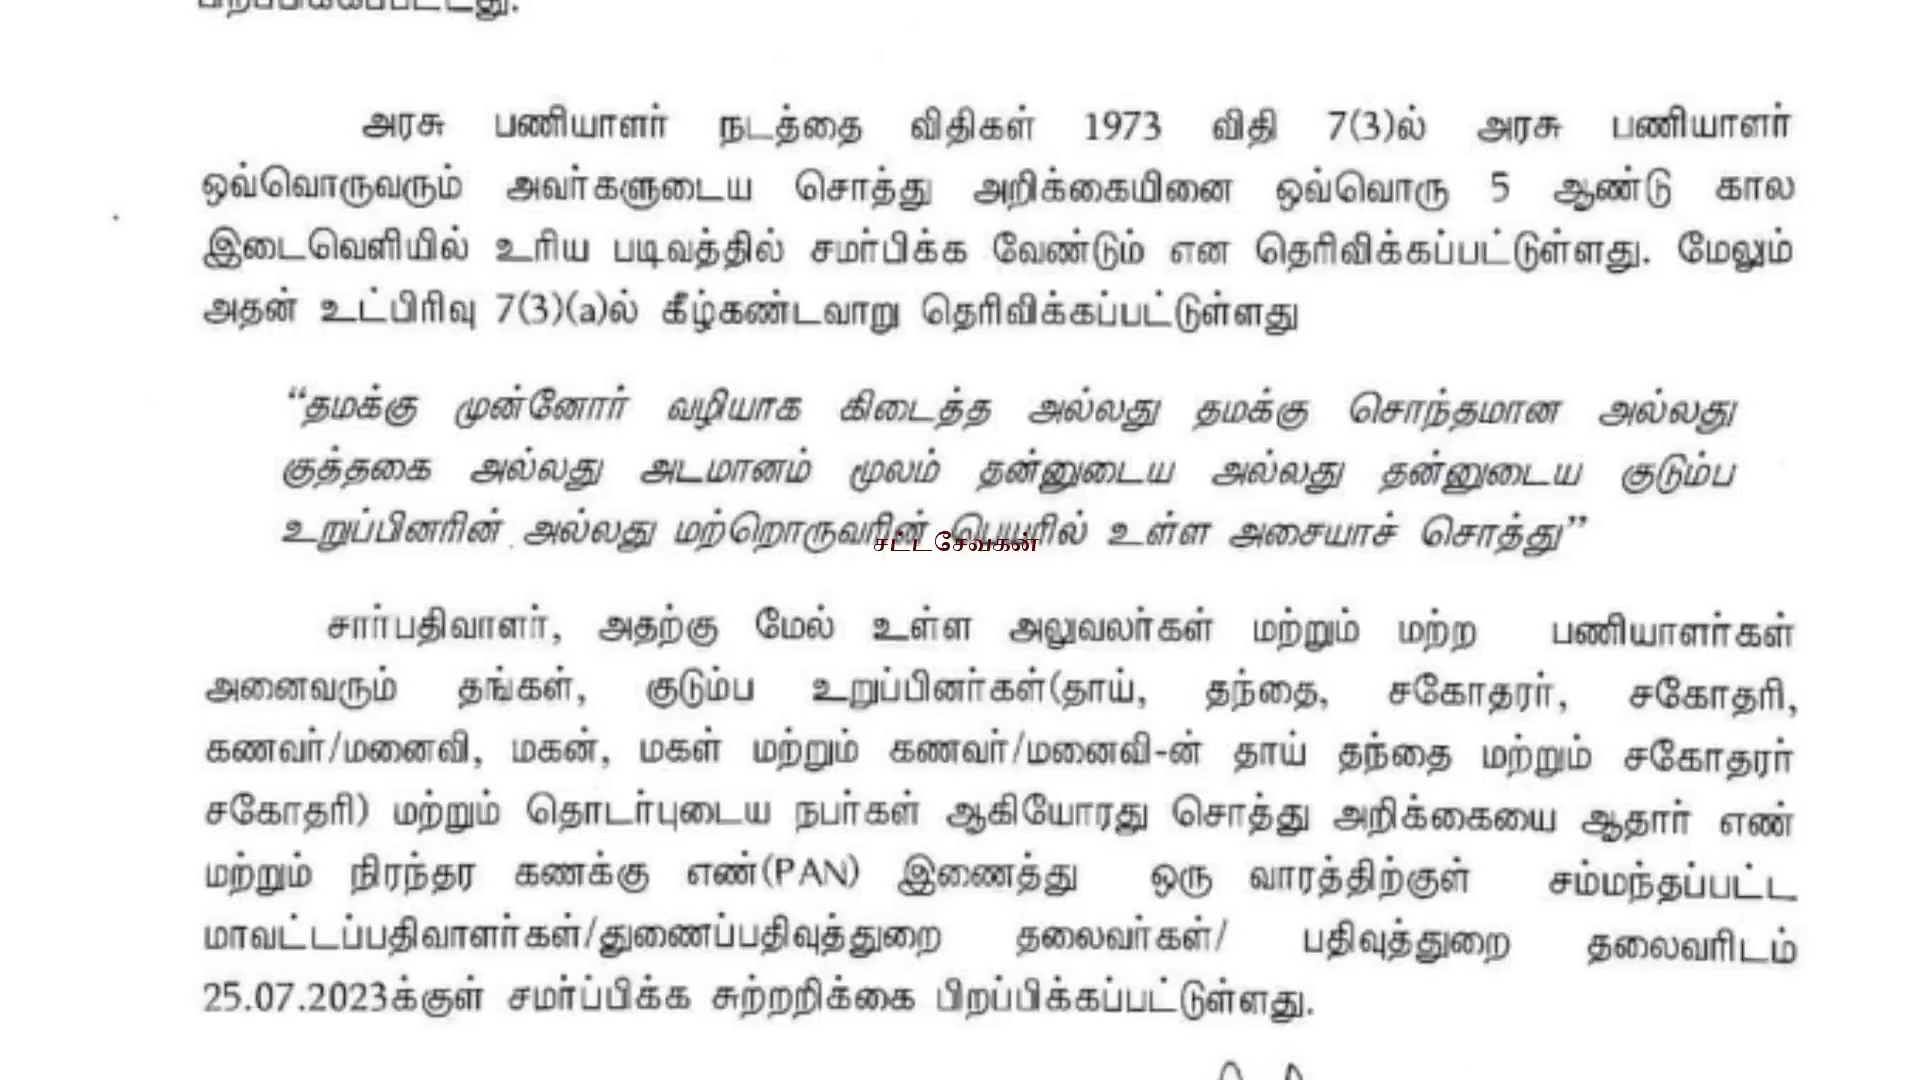 பிறப்பிக்கப்பட்டது.
அரசு பணியாளர் நடத்தை விதிகள் 1973 விதி 7(3)ல் அரசு பணியாளர்
ஒவ்வொருவரும் அவர்களுடைய சொத்து அறிக்கையினை ஒவ்வொரு 5 ஆண்டு கால
இடைவெளியில் உரிய படிவத்தில் சமர்பிக்க வேண்டும் என தெரிவிக்கப்பட்டுள்ளது. மேலும்
அதன் உட்பிரிவு 7(3)(a)ல் கீழ்கண்டவாறு தெரிவிக்கப்பட்டுள்ளது
“தமக்கு முன்னோர் வழியாக கிடைத்த அல்லது தமக்கு சொந்தமான அல்லது
குத்தகை அல்லது அடமானம் மூலம் தன்னுடைய அல்லது தன்னுடைய குடும்ப
உறுப்பினரின் அல்லது மற்றொருவரின் பெயரில் உள்ள அசையாச் சொத்து”
சட்டசேவகன்
சார்பதிவாளர், அதற்கு மேல் உள்ள அலுவலர்கள் மற்றும் மற்ற பணியாளர்கள்
அனைவரும் தங்கள், குடும்ப உறுப்பினர்கள்(தாய், தந்தை, சகோதரர், சகோதரி,
கணவர்/மனைவி, மகன், மகள் மற்றும் கணவர்/மனைவி-ன் தாய் தந்தை மற்றும் சகோதரர்
சகோதரி) மற்றும் தொடர்புடைய நபர்கள் ஆகியோரது சொத்து அறிக்கையை ஆதார் எண்
மற்றும் நிரந்தர கணக்கு எண்(PAN) இணைத்து ஒரு வாரத்திற்குள் சம்மந்தப்பட்ட
மாவட்டப்பதிவாளர்கள்/துணைப்பதிவுத்துறை தலைவர்கள்/ பதிவுத்துறை தலைவரிடம்
25.07.2023க்குள் சமர்ப்பிக்க சுற்றறிக்கை பிறப்பிக்கப்பட்டுள்ளது.